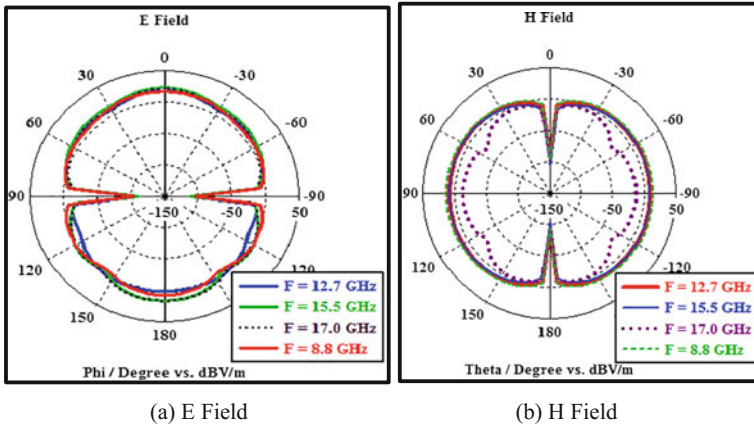 E Field
0
30
-30
60
-60
90
-90
-150
-50
50
120
-120
150
180
F = 12.7 GHz
F = 15.5 GHz
F = 17.0 GHz
F = 8.8 GHz
Phi / Degree vs. dBV/m
(a) E Field
H Field
0
30
-30
60
-60
90
-90
-150
-50
50
120
-120
150
180
F = 12.7 GHz
F = 15.5 GHz
F = 17.0 GHz
F = 8.8 GHz
Theta / Degree vs. dBV/m
(b) H Field